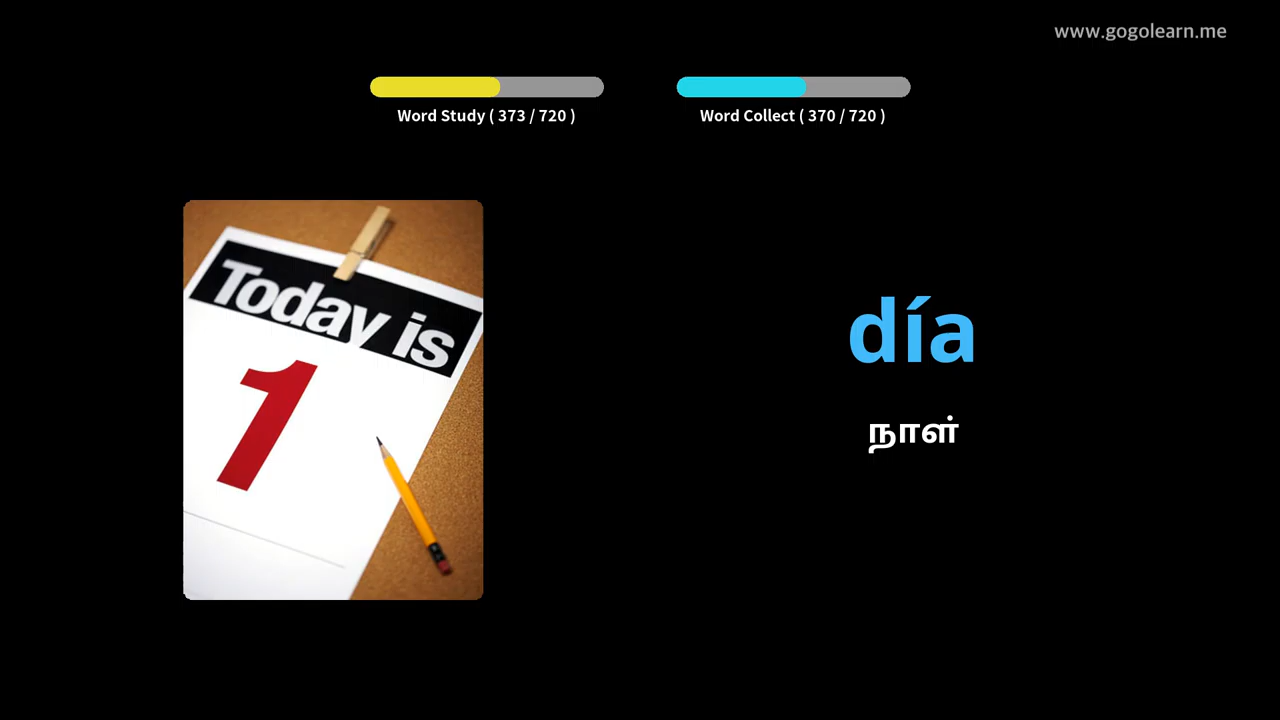 www.gogolearn.me
Word Study ( 373 / 720 )
Word Collect ( 370 / 720 )
Today is
1
día
நாள்